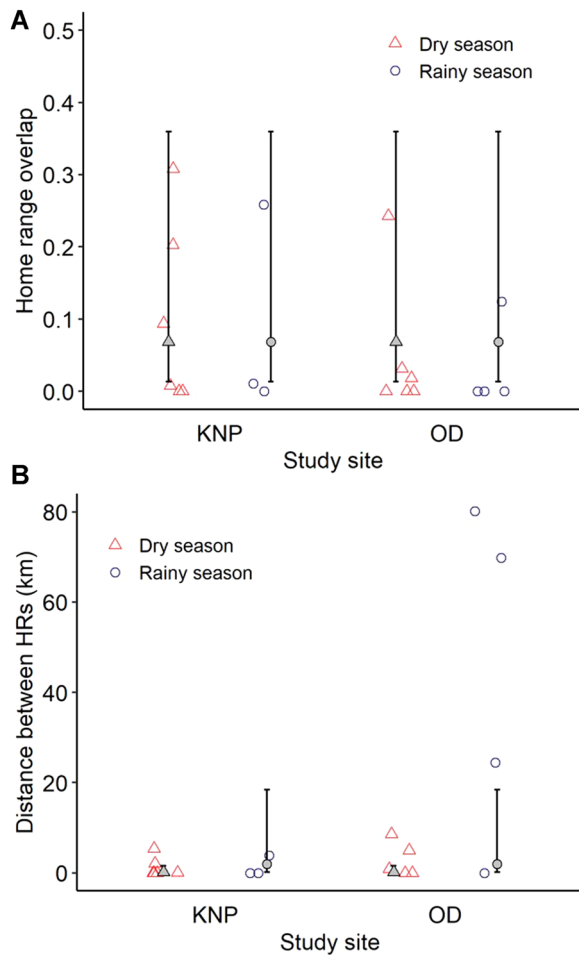 A
0.5
Dry season
Rainy season
0.4
0.3
0.2
0.1
0.0
Home range overlap
KNP OD
Study site
B
80
Dry season
Rainy season
60
40
20
0
Distance between HRs (km)
KNP OD
Study site